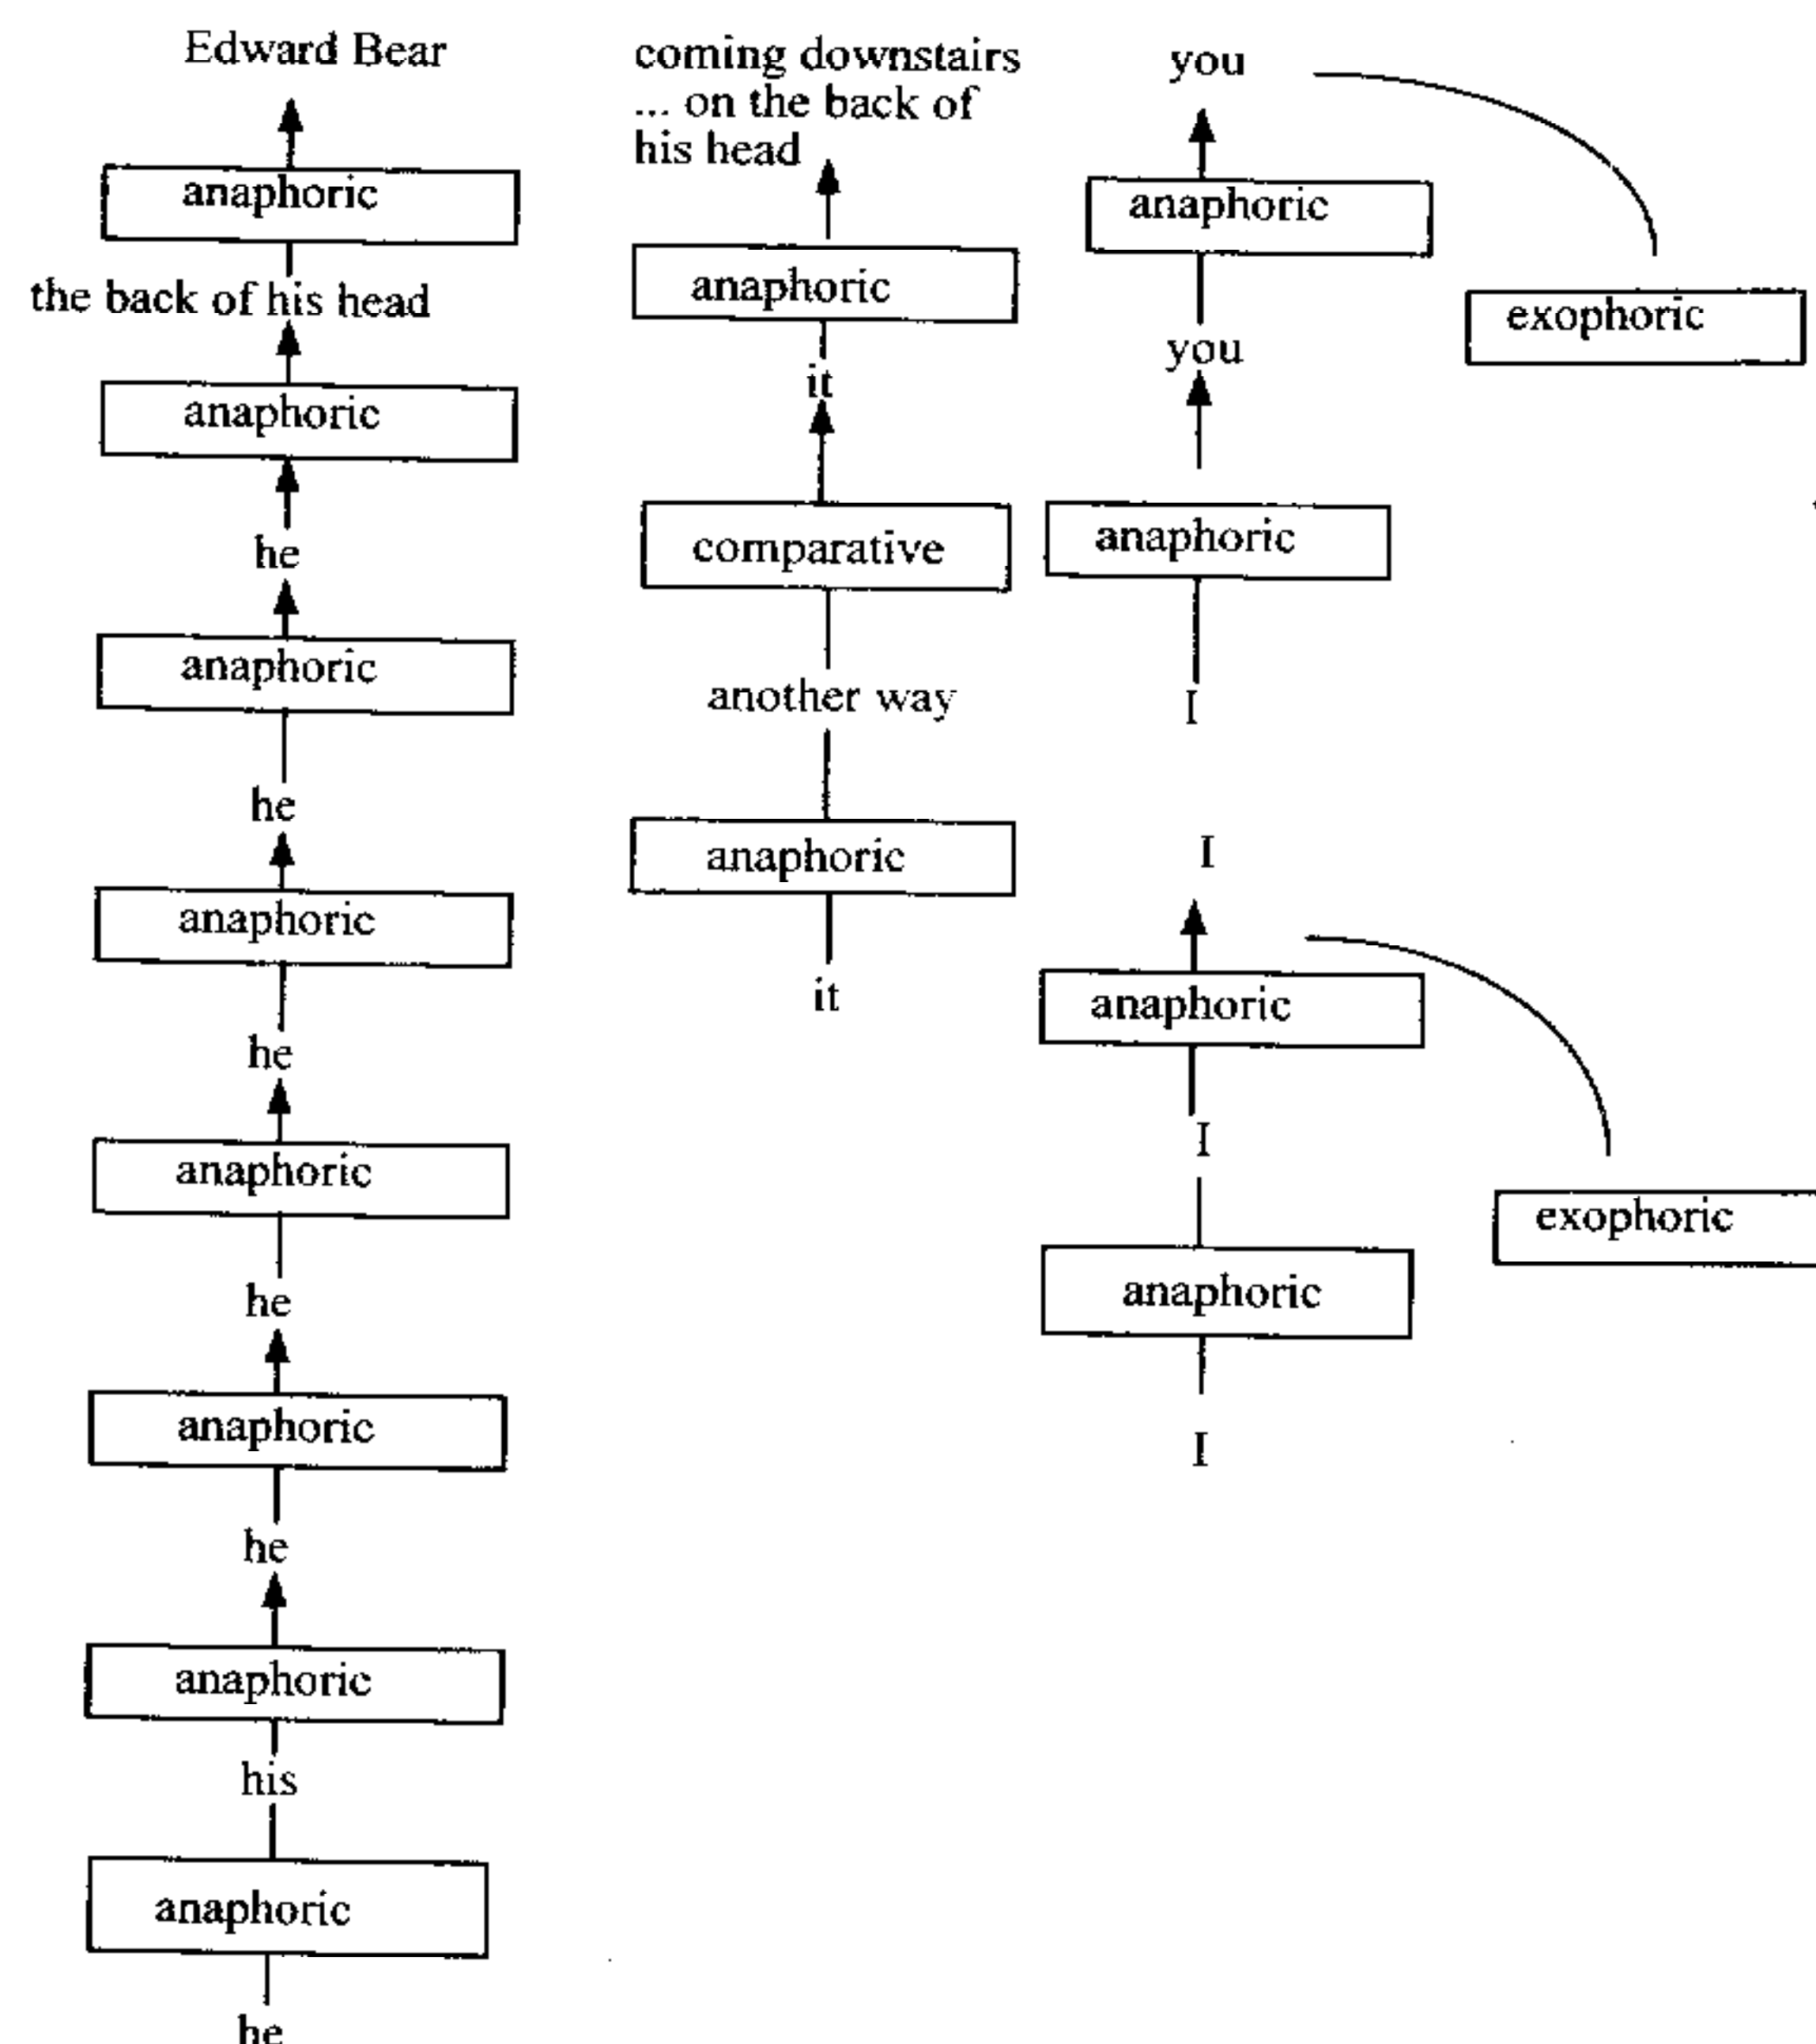 Edward Bear
anaphoric
the back of his head
anaphoric
he
anaphoric
he
anaphoric
he
anaphoric
he
anaphoric
he
anaphoric
his
anaphoric
he
coming downstairs
... on the back of
his head
anaphoric
it
comparative
another way
anaphoric
it
you
anaphoric
you
anaphoric
I
I
anaphoric
I
anaphoric
I
exophoric
exophoric